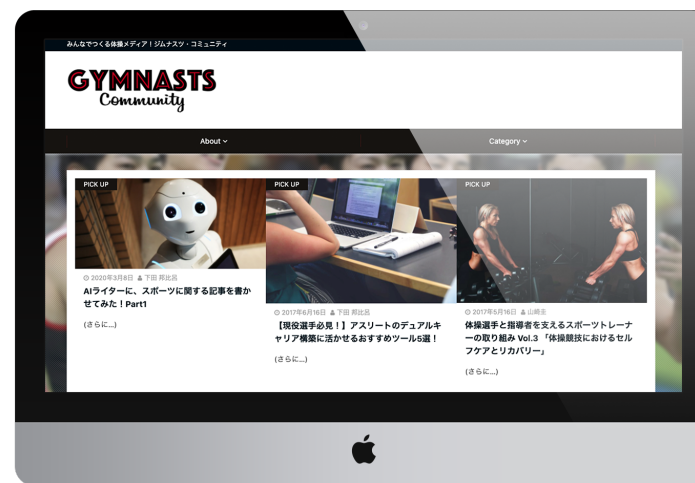 みんなでつくる体操メディア！ジムナスツ・コミュニティ
GYMNASTS
Community
About
Category
PICK UP
2020年3月8日 下田 邦比呂
AIライターに、スポーツに関する記事を書か
せてみた！Part1
(さらに…)
PICK UP
2017年6月16日 下田 邦比呂
【現役選手必見！】アスリートのデュアルキ
ャリア構築に活かせるおすすめツール5選！
(さらに…)
PICK UP
2017年5月16日 山﨑圭
体操選手と指導者を支えるスポーツトレーナ
ーの取り組み Vol.3 「体操競技におけるセル
フケアとリカバリー」
(さらに…)